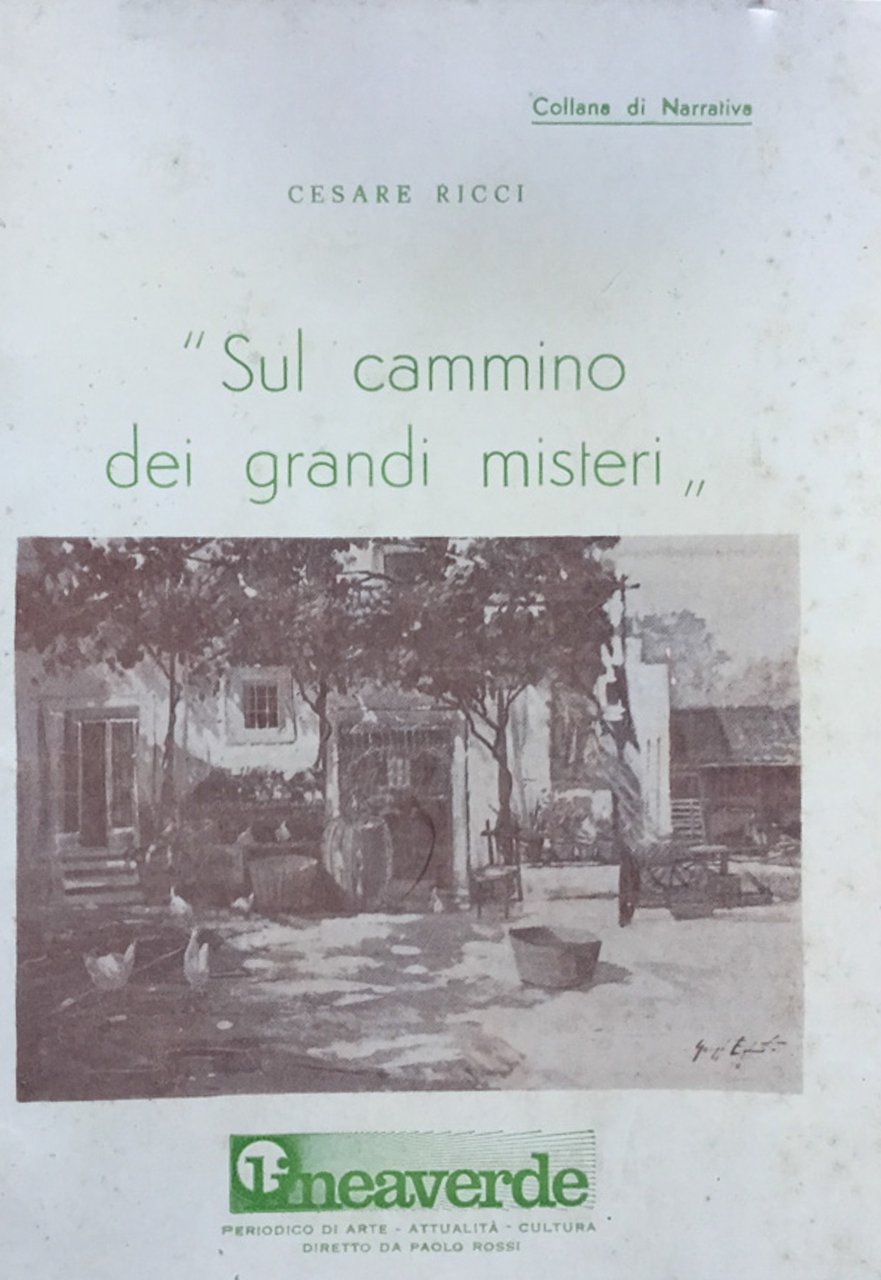 Collana di Narrativa
CESARE RICCI
" Sul cammino
dei grandi misteri „
Lineaverde
PERIODICO DI ARTE - ATTUALITÀ - CULTURA
DIRETTO DA PAOLO ROSSI